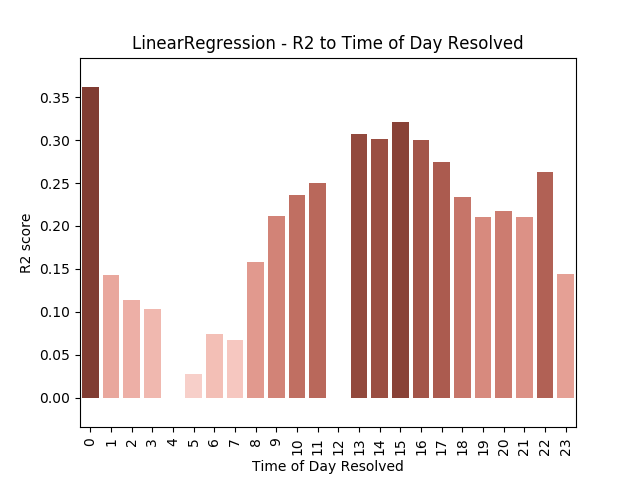 LinearRegression - R2 to Time of Day Resolved
R2 score
0.35
0.30
0.25
0.20
0.15
0.10
0.05
0.00
0 1 2 3 4 5 6 7 8 9 10 11 12 13 14 15 16 17 18 19 20 21 22 23
Time of Day Resolved